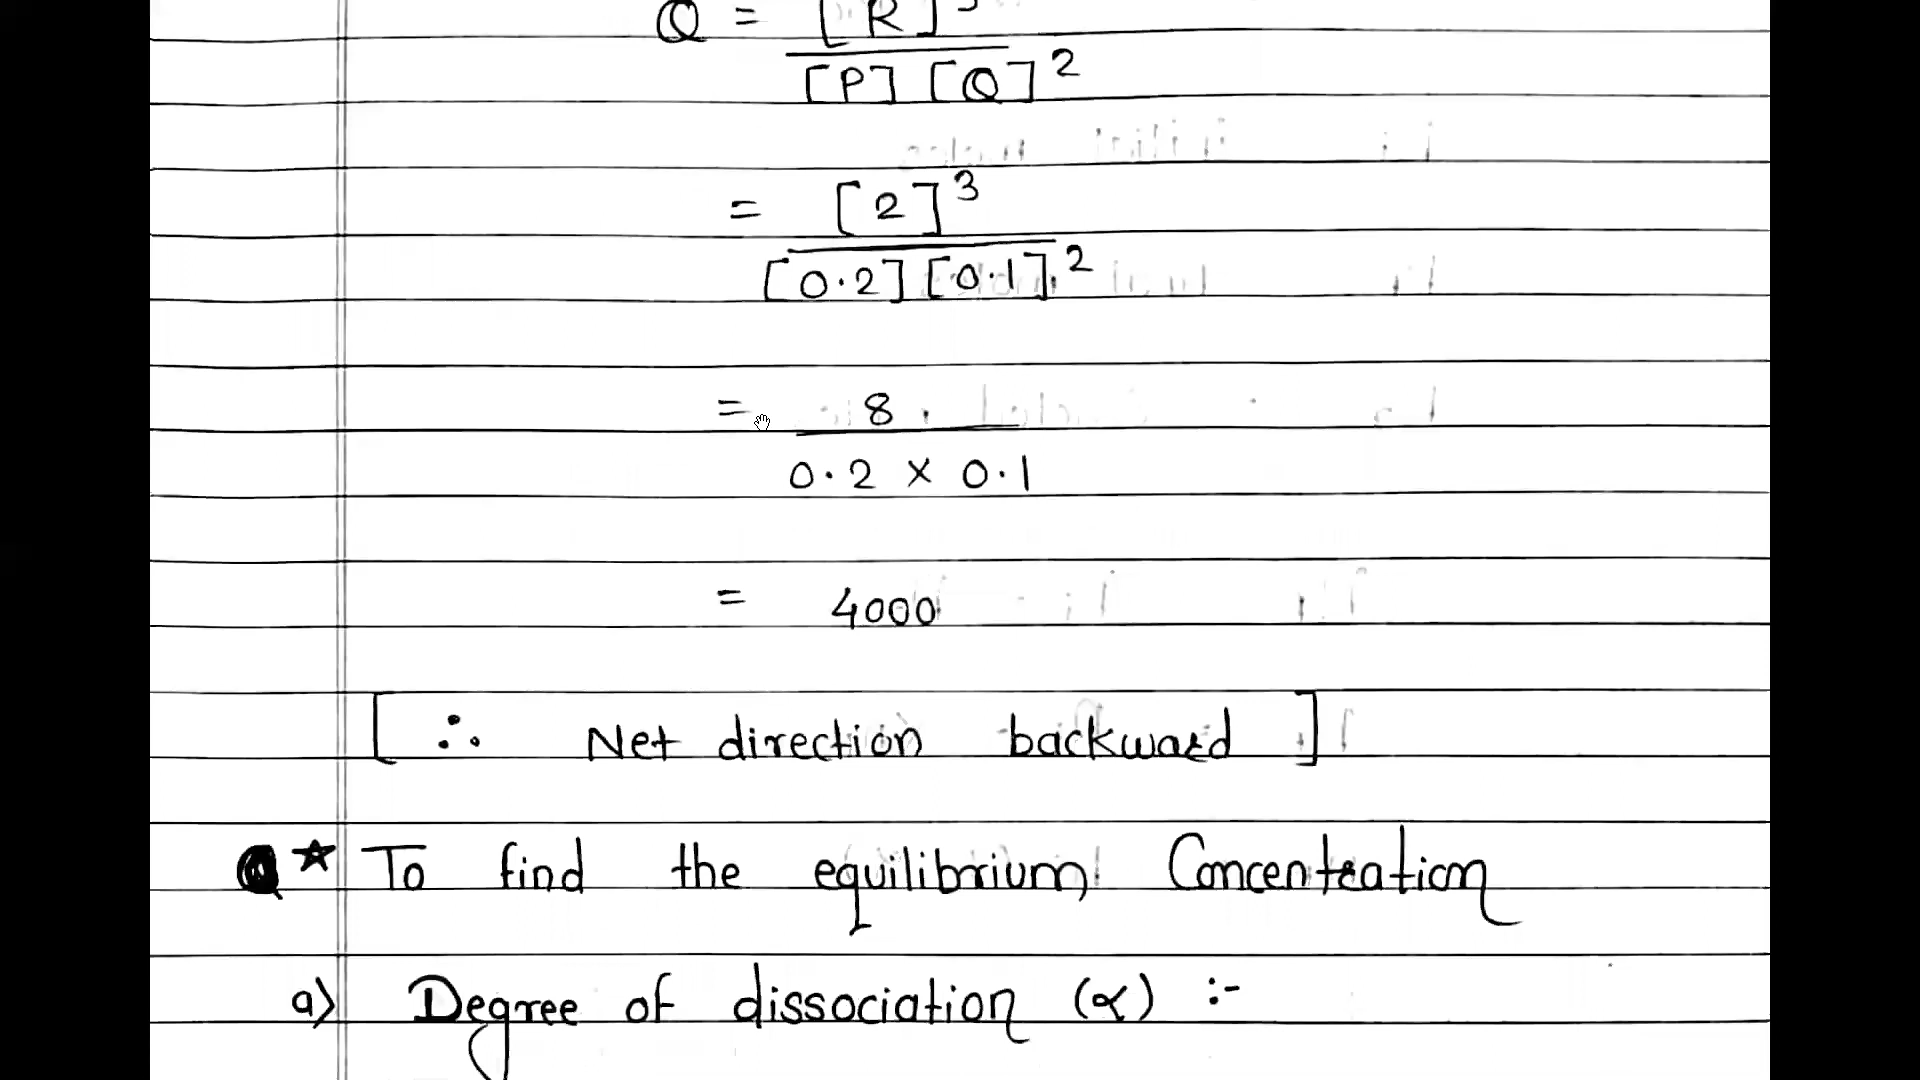 Q = [R]³
[P] [Q]²
= [2]³
[0.2] [0.1]²
= 8
0.2 × 0.1
= 4000
[ ∴ Net direction backward ]
★ To find the equilibrium Concentration
a) Degree of dissociation (α) :-